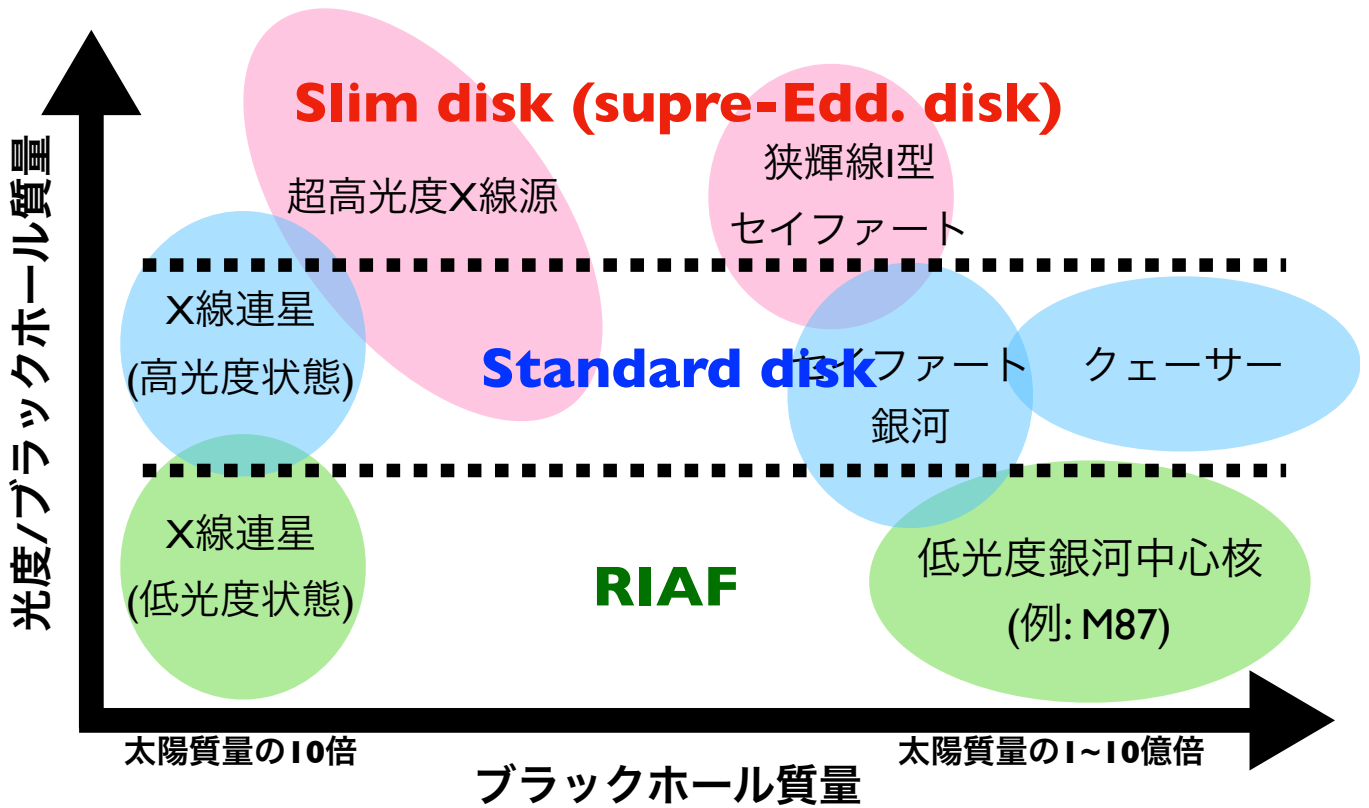 Slim disk (supre-Edd. disk)
超高光度X線源
狭輝線I型
セイファート
X線連星
(高光度状態)
Standard disk
セイファート
銀河
クェーサー
X線連星
(低光度状態)
RIAF
低光度銀河中心核
(例: M87)
光度/ブラックホール質量
太陽質量の10倍
太陽質量の1~10億倍
ブラックホール質量